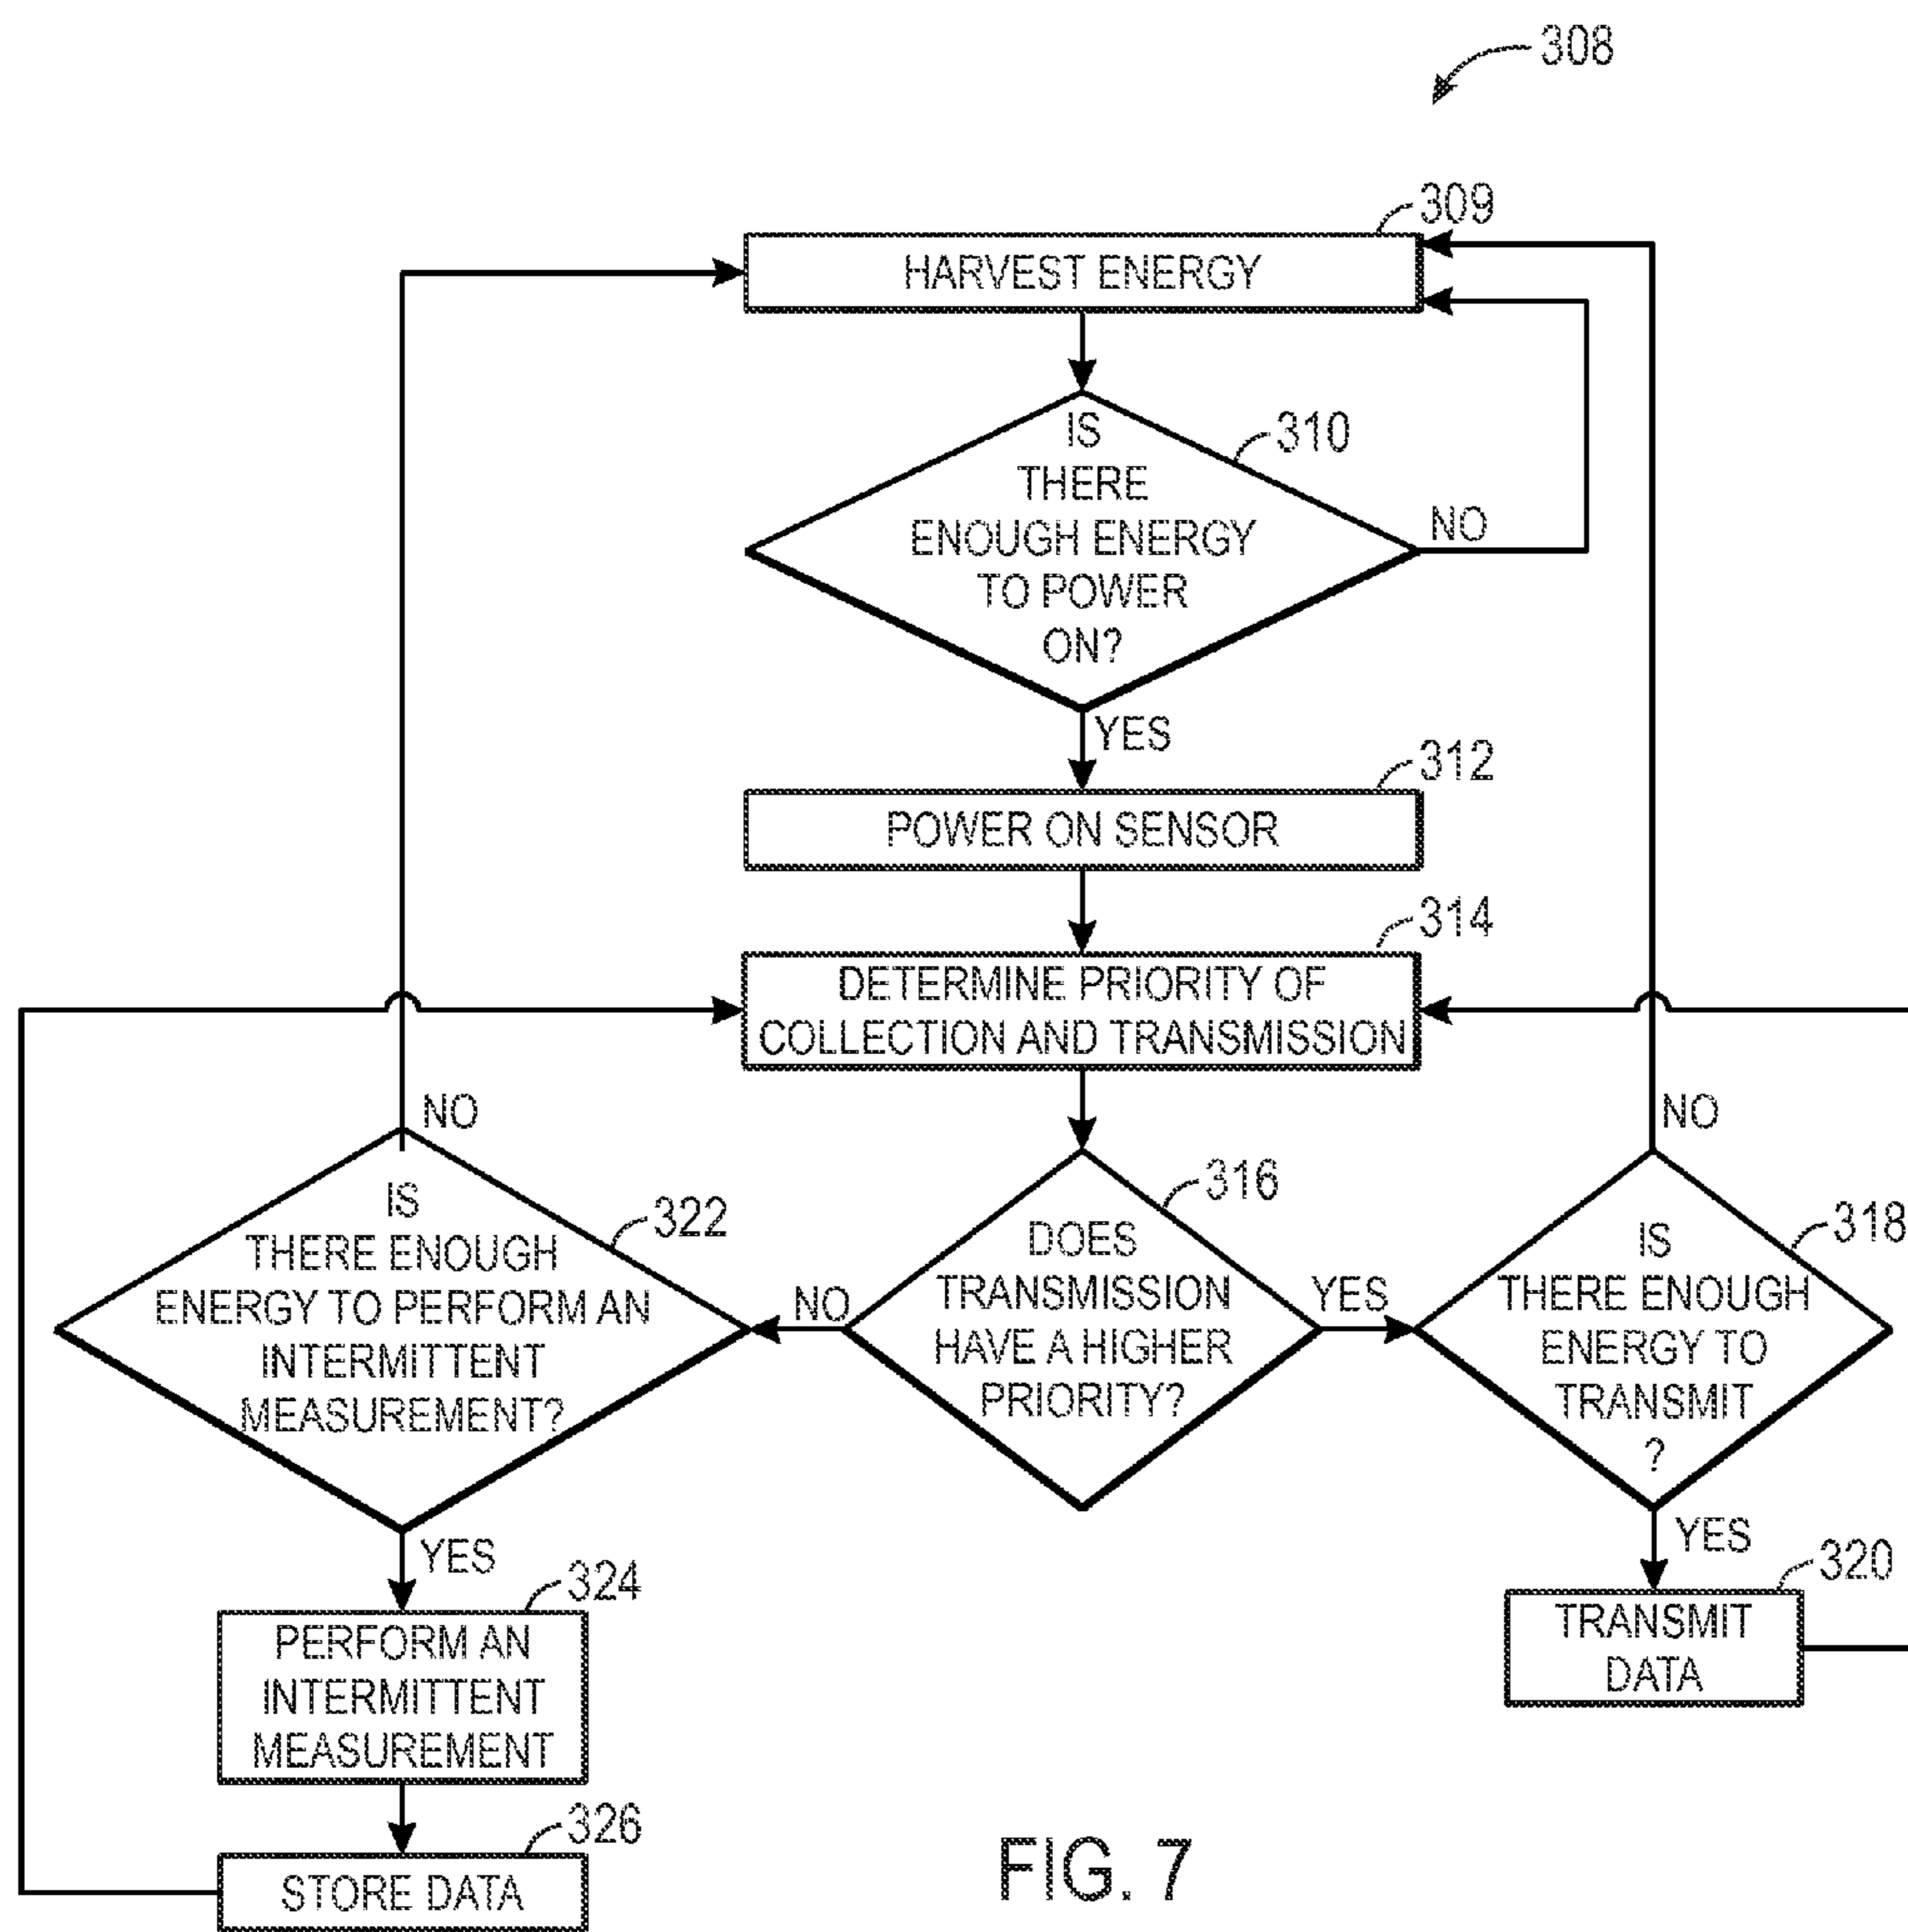 308
309
HARVEST ENERGY
310
IS
THERE
ENOUGH ENERGY
TO POWER
ON?
NO
YES
312
POWER ON SENSOR
314
DETERMINE PRIORITY OF
COLLECTION AND TRANSMISSION
NO
322
IS
THERE ENOUGH
ENERGY TO PERFORM AN
INTERMITTENT
MEASUREMENT?
NO
316
DOES
TRANSMISSION
HAVE A HIGHER
PRIORITY?
YES
NO
318
IS
THERE ENOUGH
ENERGY TO
TRANSMIT
?
YES
324
PERFORM AN
INTERMITTENT
MEASUREMENT
YES
320
TRANSMIT
DATA
326
STORE DATA
FIG. 7